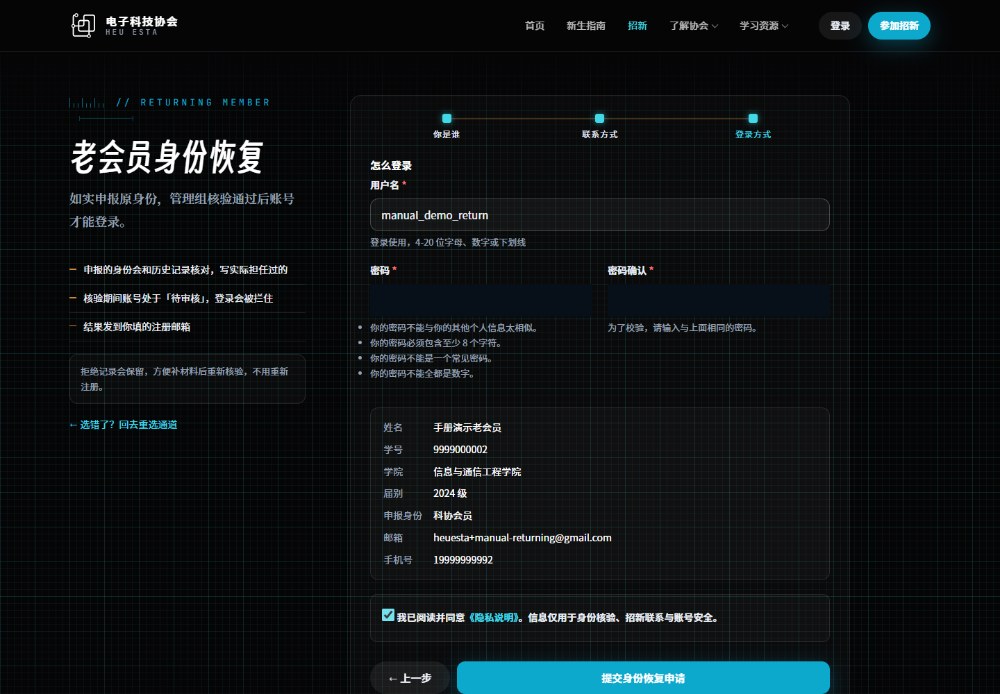 电子科技协会
HEU ESTA
首页
新生指南
招新
了解协会
学习资源
登录
参加招新
// RETURNING MEMBER
老会员身份恢复
如实申报原身份，管理组核验通过后账号
才能登录。
申报的身份会和历史记录核对，写实际担任过的
核验期间账号处于「待审核」，登录会被拦住
结果发到你填的注册邮箱
拒绝记录会保留，方便补材料后重新核验，不用重新
注册。
← 选错了？回去重选通道
你是谁
联系方式
登录方式
怎么登录
用户名 *
manual_demo_return
登录使用，4-20 位字母、数字或下划线
密码 *
你的密码不能与你的其他个人信息太相似。
你的密码必须包含至少 8 个字符。
你的密码不能是一个常见密码。
你的密码不能全都是数字。
密码确认 *
为了校验，请输入与上面相同的密码。
姓名 手册演示老会员
学号 9999000002
学院 信息与通信工程学院
届别 2024 级
申报身份 科协会员
邮箱 heuesta+manual-returning@gmail.com
手机号 19999999992
我已阅读并同意《隐私说明》。信息仅用于身份核验、招新联系与账号安全。
← 上一步
提交身份恢复申请